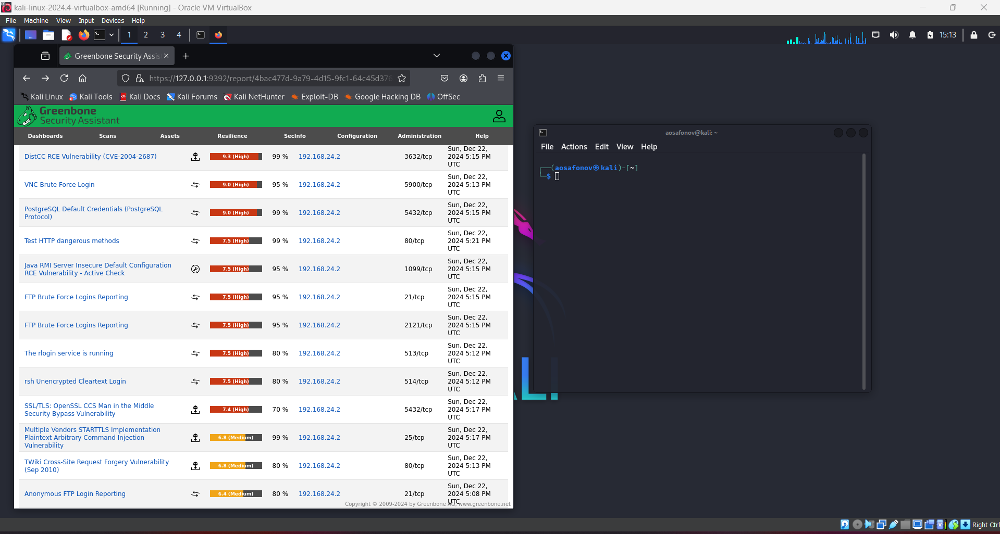 kali-linux-2024.4-virtualbox-amd64 [Running] - Oracle VM VirtualBox
File Machine View Input Devices Help
1 2 3 4 15:13
Greenbone Security Assis
https://127.0.0.1:9392/report/4bac477d-9a79-4d15-9fc1-64c45d376
Kali Linux Kali Tools Kali Docs Kali Forums Kali NetHunter Exploit-DB Google Hacking DB OffSec
Greenbone
Security Assistant
Dashboards Scans Assets Resilience SecInfo Configuration Administration Help
DistCC RCE Vulnerability (CVE-2004-2687) 9.3 (High) 99 % 192.168.24.2 3632/tcp
Sun, Dec 22,
2024 5:15 PM
UTC
VNC Brute Force Login 9.0 (High) 95 % 192.168.24.2 5900/tcp
Sun, Dec 22,
2024 5:13 PM
UTC
PostgreSQL Default Credentials (PostgreSQL
Protocol)
9.0 (High) 99 % 192.168.24.2 5432/tcp
Sun, Dec 22,
2024 5:15 PM
UTC
Test HTTP dangerous methods 7.5 (High) 99 % 192.168.24.2 80/tcp
Sun, Dec 22,
2024 5:21 PM
UTC
Java RMI Server Insecure Default Configuration
RCE Vulnerability - Active Check
7.5 (High) 95 % 192.168.24.2 1099/tcp
Sun, Dec 22,
2024 5:15 PM
UTC
FTP Brute Force Logins Reporting 7.5 (High) 95 % 192.168.24.2 21/tcp
Sun, Dec 22,
2024 5:15 PM
UTC
FTP Brute Force Logins Reporting 7.5 (High) 95 % 192.168.24.2 2121/tcp
Sun, Dec 22,
2024 5:15 PM
UTC
The rlogin service is running 7.5 (High) 80 % 192.168.24.2 513/tcp
Sun, Dec 22,
2024 5:12 PM
UTC
rsh Unencrypted Cleartext Login 7.5 (High) 80 % 192.168.24.2 514/tcp
Sun, Dec 22,
2024 5:12 PM
UTC
SSL/TLS: OpenSSL CCS Man in the Middle
Security Bypass Vulnerability
7.4 (High) 70 % 192.168.24.2 5432/tcp
Sun, Dec 22,
2024 5:17 PM
UTC
Multiple Vendors STARTTLS Implementation
Plaintext Arbitrary Command Injection
Vulnerability
6.8 (Medium) 99 % 192.168.24.2 25/tcp
Sun, Dec 22,
2024 5:17 PM
UTC
TWiki Cross-Site Request Forgery Vulnerability
(Sep 2010)
6.8 (Medium) 80 % 192.168.24.2 80/tcp
Sun, Dec 22,
2024 5:13 PM
UTC
Anonymous FTP Login Reporting 6.4 (Medium) 80 % 192.168.24.2 21/tcp
Sun, Dec 22,
2024 5:08 PM
UTC
Copyright © 2009-2024 by Greenbone AG, www.greenbone.net
aosafonov@kali: ~
File Actions Edit View Help
┌──(aosafonov㉿kali)-[~]
└─$
ALI
Right Ctrl